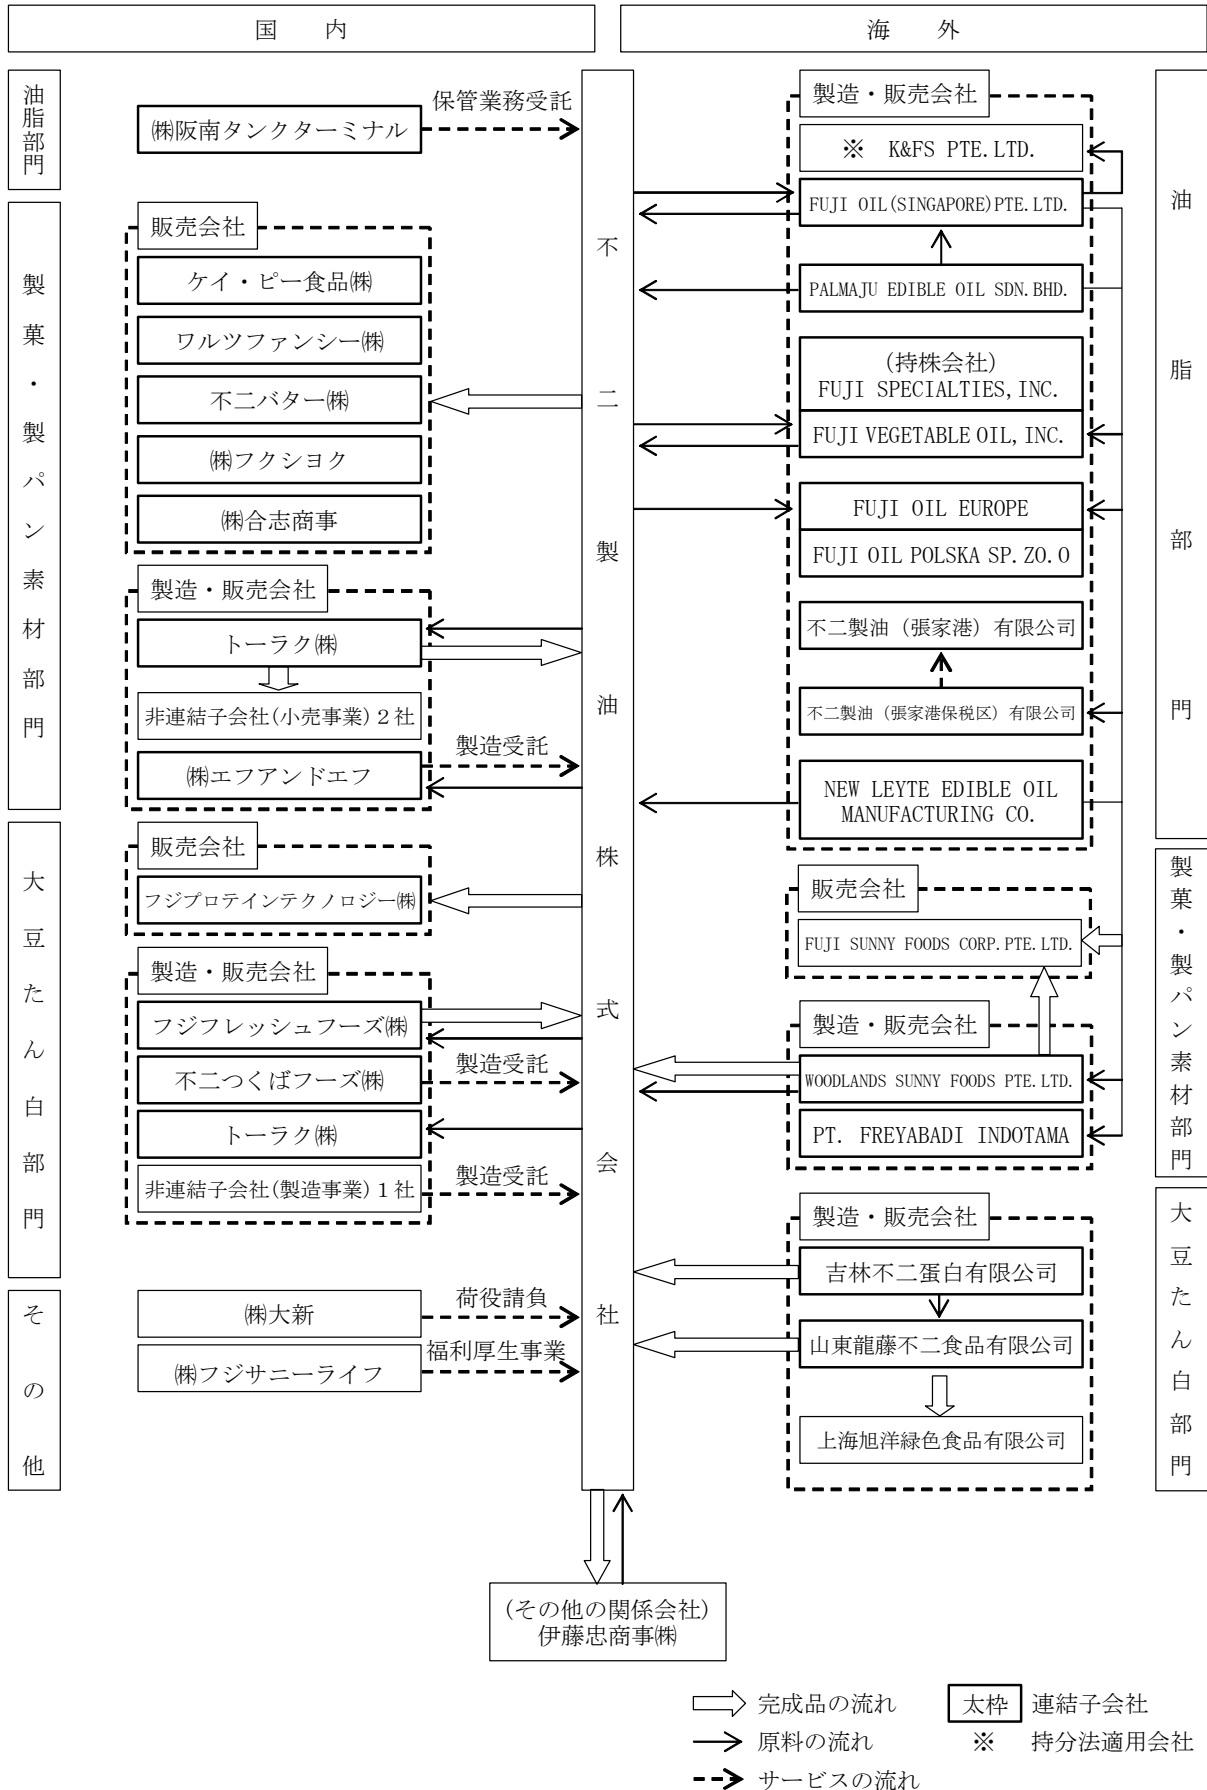 国　内
海　外
油脂部門
㈱阪南タンクターミナル
保管業務受託
製菓・製パン素材部門
販売会社
ケイ・ピー食品㈱
ワルツファンシー㈱
不二バター㈱
㈱フクシヨク
㈱合志商事
製造・販売会社
トーラク㈱
非連結子会社(小売事業)２社
㈱エフアンドエフ
製造受託
大豆たん白部門
販売会社
フジプロテインテクノロジー㈱
製造・販売会社
フジフレッシュフーズ㈱
不二つくばフーズ㈱
製造受託
トーラク㈱
非連結子会社(製造事業)１社
製造受託
その他
㈱大新
荷役請負
㈱フジサニーライフ
福利厚生事業
不二製油株式会社
油脂部門
製造・販売会社
※　K&FS PTE.LTD.
FUJI OIL(SINGAPORE)PTE.LTD.
PALMAJU EDIBLE OIL SDN.BHD.
(持株会社)
FUJI SPECIALTIES,INC.
FUJI VEGETABLE OIL,INC.
FUJI OIL EUROPE
FUJI OIL POLSKA SP.ZO.O
不二製油（張家港）有限公司
不二製油（張家港保税区）有限公司
NEW LEYTE EDIBLE OIL
MANUFACTURING CO.
製菓・製パン素材部門
販売会社
FUJI SUNNY FOODS CORP.PTE.LTD.
製造・販売会社
WOODLANDS SUNNY FOODS PTE.LTD.
PT. FREYABADI INDOTAMA
大豆たん白部門
製造・販売会社
吉林不二蛋白有限公司
山東龍藤不二食品有限公司
上海旭洋緑色食品有限公司
(その他の関係会社)
伊藤忠商事㈱
完成品の流れ
太枠　連結子会社
原料の流れ
※　持分法適用会社
サービスの流れ